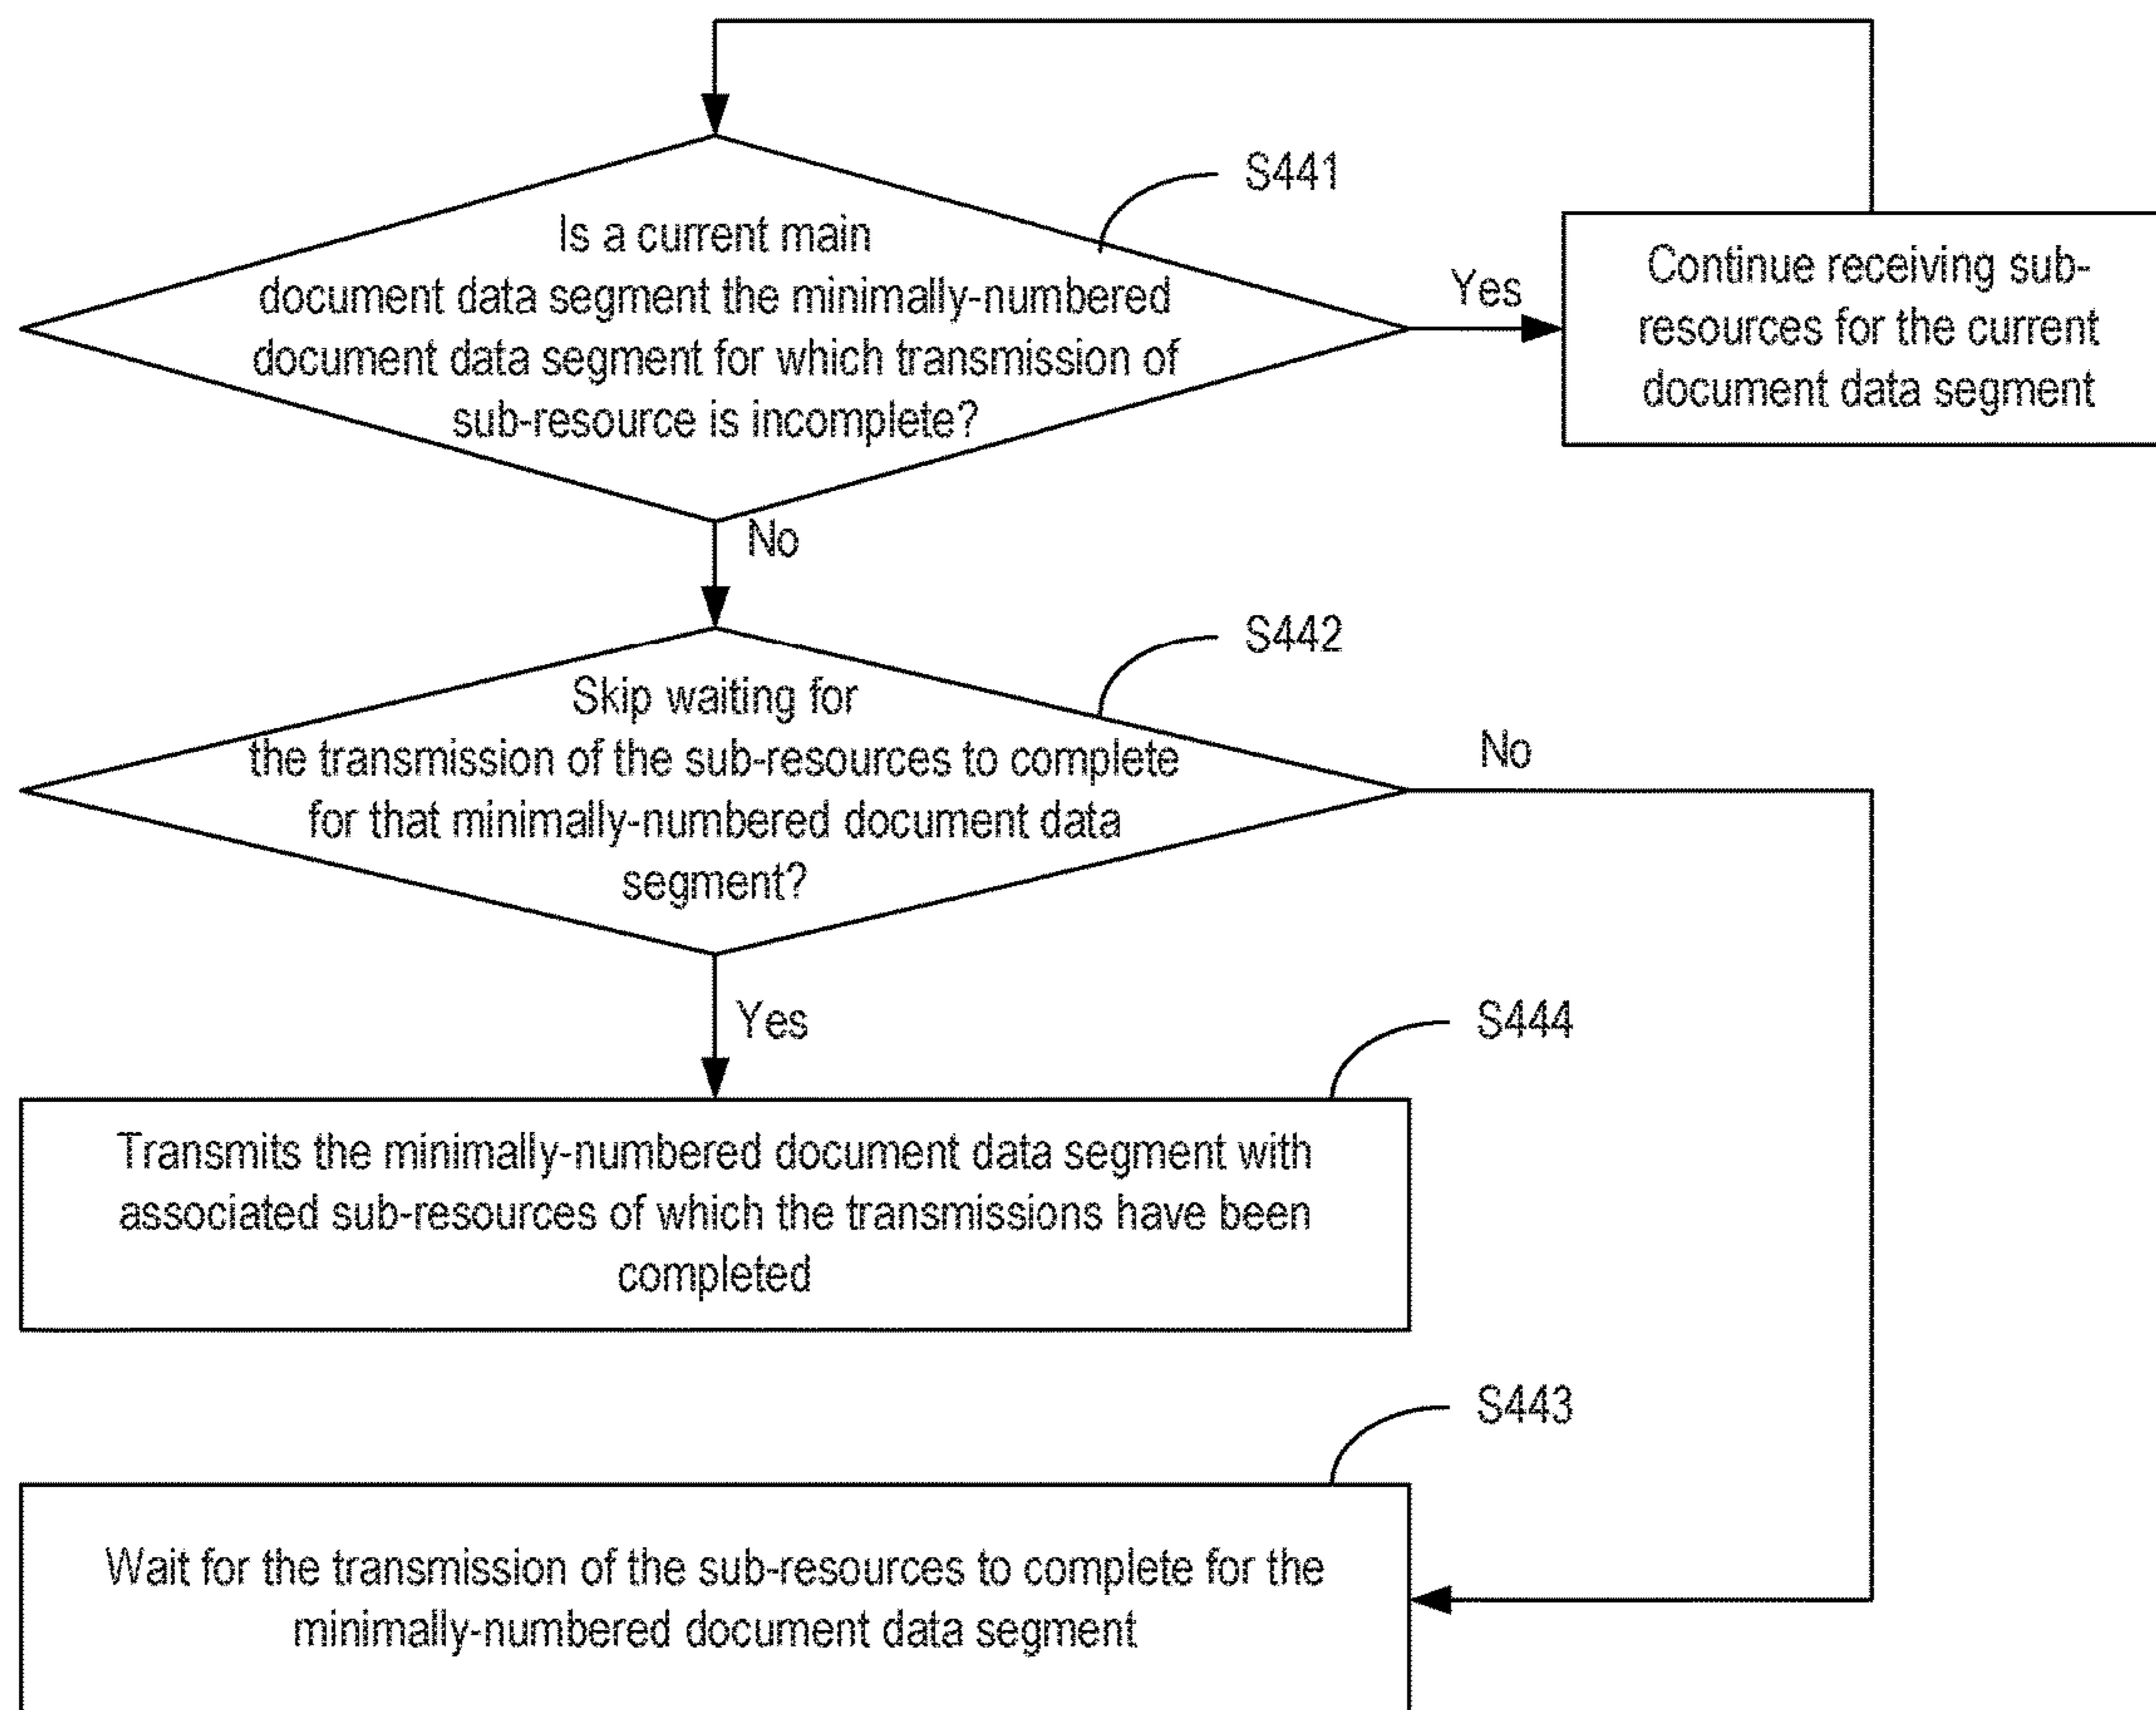 S441
Is a current main
document data segment the minimally-numbered
document data segment for which transmission of
sub-resource is incomplete?
Yes
Continue receiving sub-
resources for the current
document data segment
No
S442
Skip waiting for
the transmission of the sub-resources to complete
for that minimally-numbered document data
segment?
No
Yes
S444
Transmits the minimally-numbered document data segment with
associated sub-resources of which the transmissions have been
completed
S443
Wait for the transmission of the sub-resources to complete for the
minimally-numbered document data segment